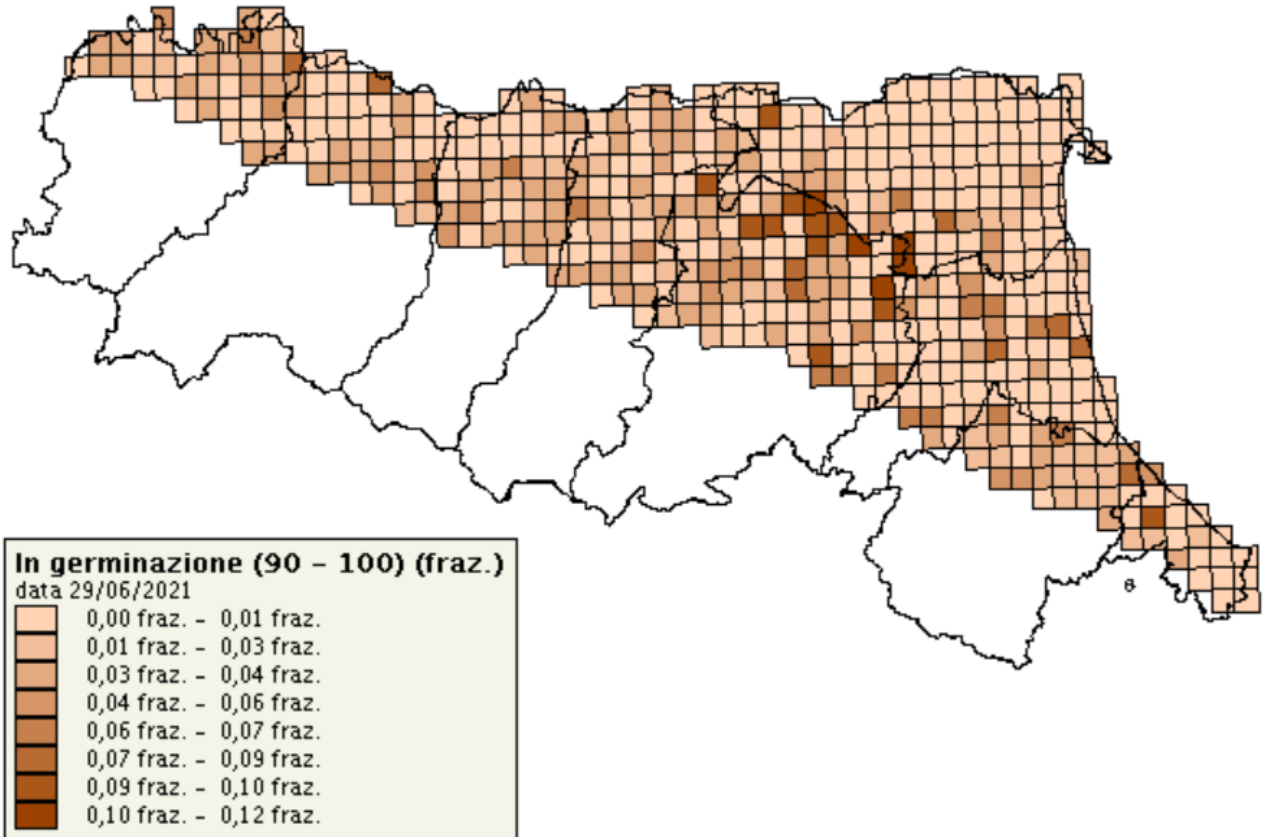 In germinazione (90 – 100) (fraz.)
data 29/06/2021
0,00 fraz. – 0,01 fraz.
0,01 fraz. – 0,03 fraz.
0,03 fraz. – 0,04 fraz.
0,04 fraz. – 0,06 fraz.
0,06 fraz. – 0,07 fraz.
0,07 fraz. – 0,09 fraz.
0,09 fraz. – 0,10 fraz.
0,10 fraz. – 0,12 fraz.